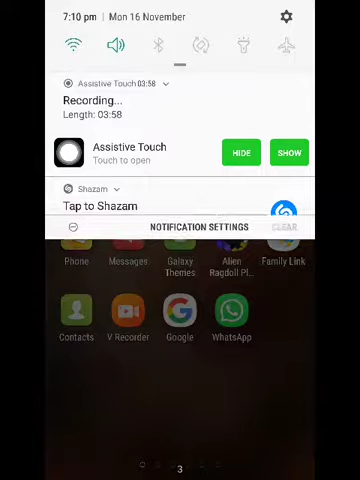 7:10 pm | Mon 16 November
Assistive Touch 03:58
Recording...
Length: 03:58
Assistive Touch
Touch to open
HIDE
SHOW
Shazam
Tap to Shazam
NOTIFICATION SETTINGS
CLEAR
Phone
Messages
Galaxy
Themes
Alien
Ragdoll Pl...
Family Link
Contacts
V Recorder
Google
WhatsApp
3